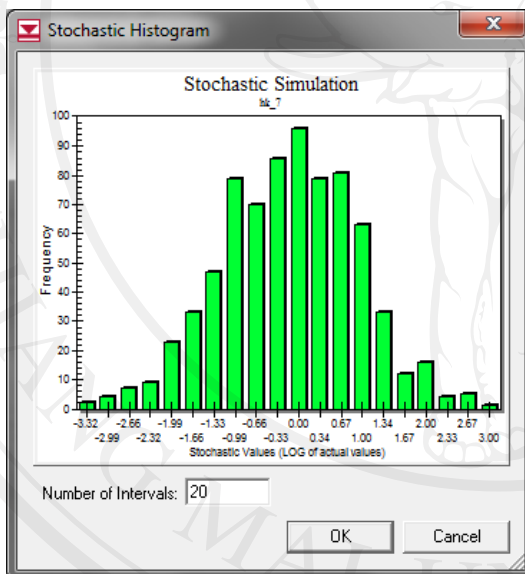 Stochastic Histogram
Stochastic Simulation
hk_7
100
90
80
70
60
50
40
30
20
10
0
Frequency
-3.32 -2.66 -1.99 -1.33 -0.66 0.00 0.67 1.34 2.00 2.67
-2.99 -2.32 -1.66 -0.99 -0.33 0.34 1.00 1.67 2.33 3.00
Stochastic Values (LOG of actual values)
Number of Intervals: 20
OK Cancel